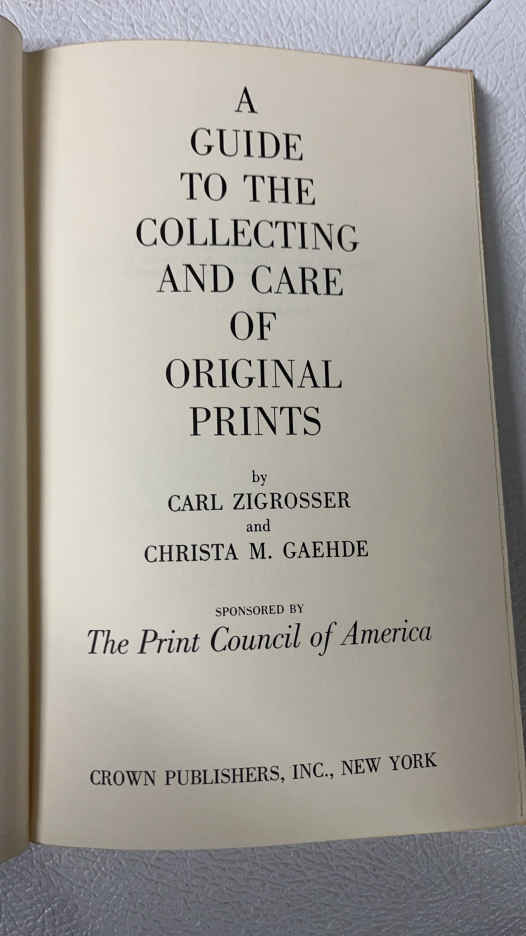 A
GUIDE
TO THE
COLLECTING
AND CARE
OF
ORIGINAL
PRINTS
by
CARL ZIGROSSER
and
CHRISTA M. GAEHDE
SPONSORED BY
The Print Council of America
CROWN PUBLISHERS, INC., NEW YORK